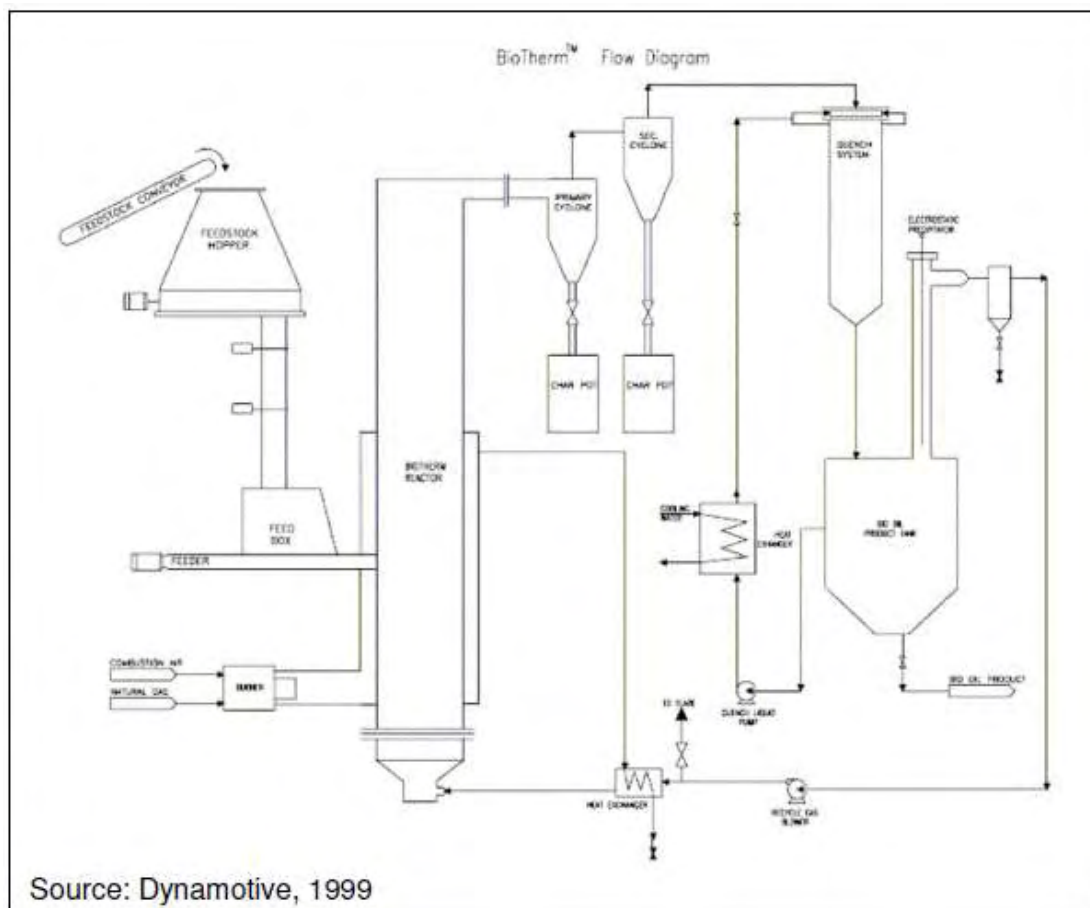 BioTherm™ Flow Diagram
FEEDSTOCK CONVEYOR
FEEDSTOCK
HOPPER
FEED
BOX
FEEDER
COMBUSTION AIR
NATURAL GAS
BURNER
BIOTHERM
REACTOR
PRIMARY
CYCLONE
SEC.
CYCLONE
CHAR POT
CHAR POT
QUENCH
SYSTEM
ELECTROSTATIC
PRECIPITATOR
COOLING
WATER
HEAT
EXHANGER
BIO OIL
PRODUCT TANK
BIO OIL PRODUCT
QUENCH LIQUID
PUMP
TO FLARE
HEAT EXCHANGER
RECYCLE GAS
BLOWER
Source: Dynamotive, 1999